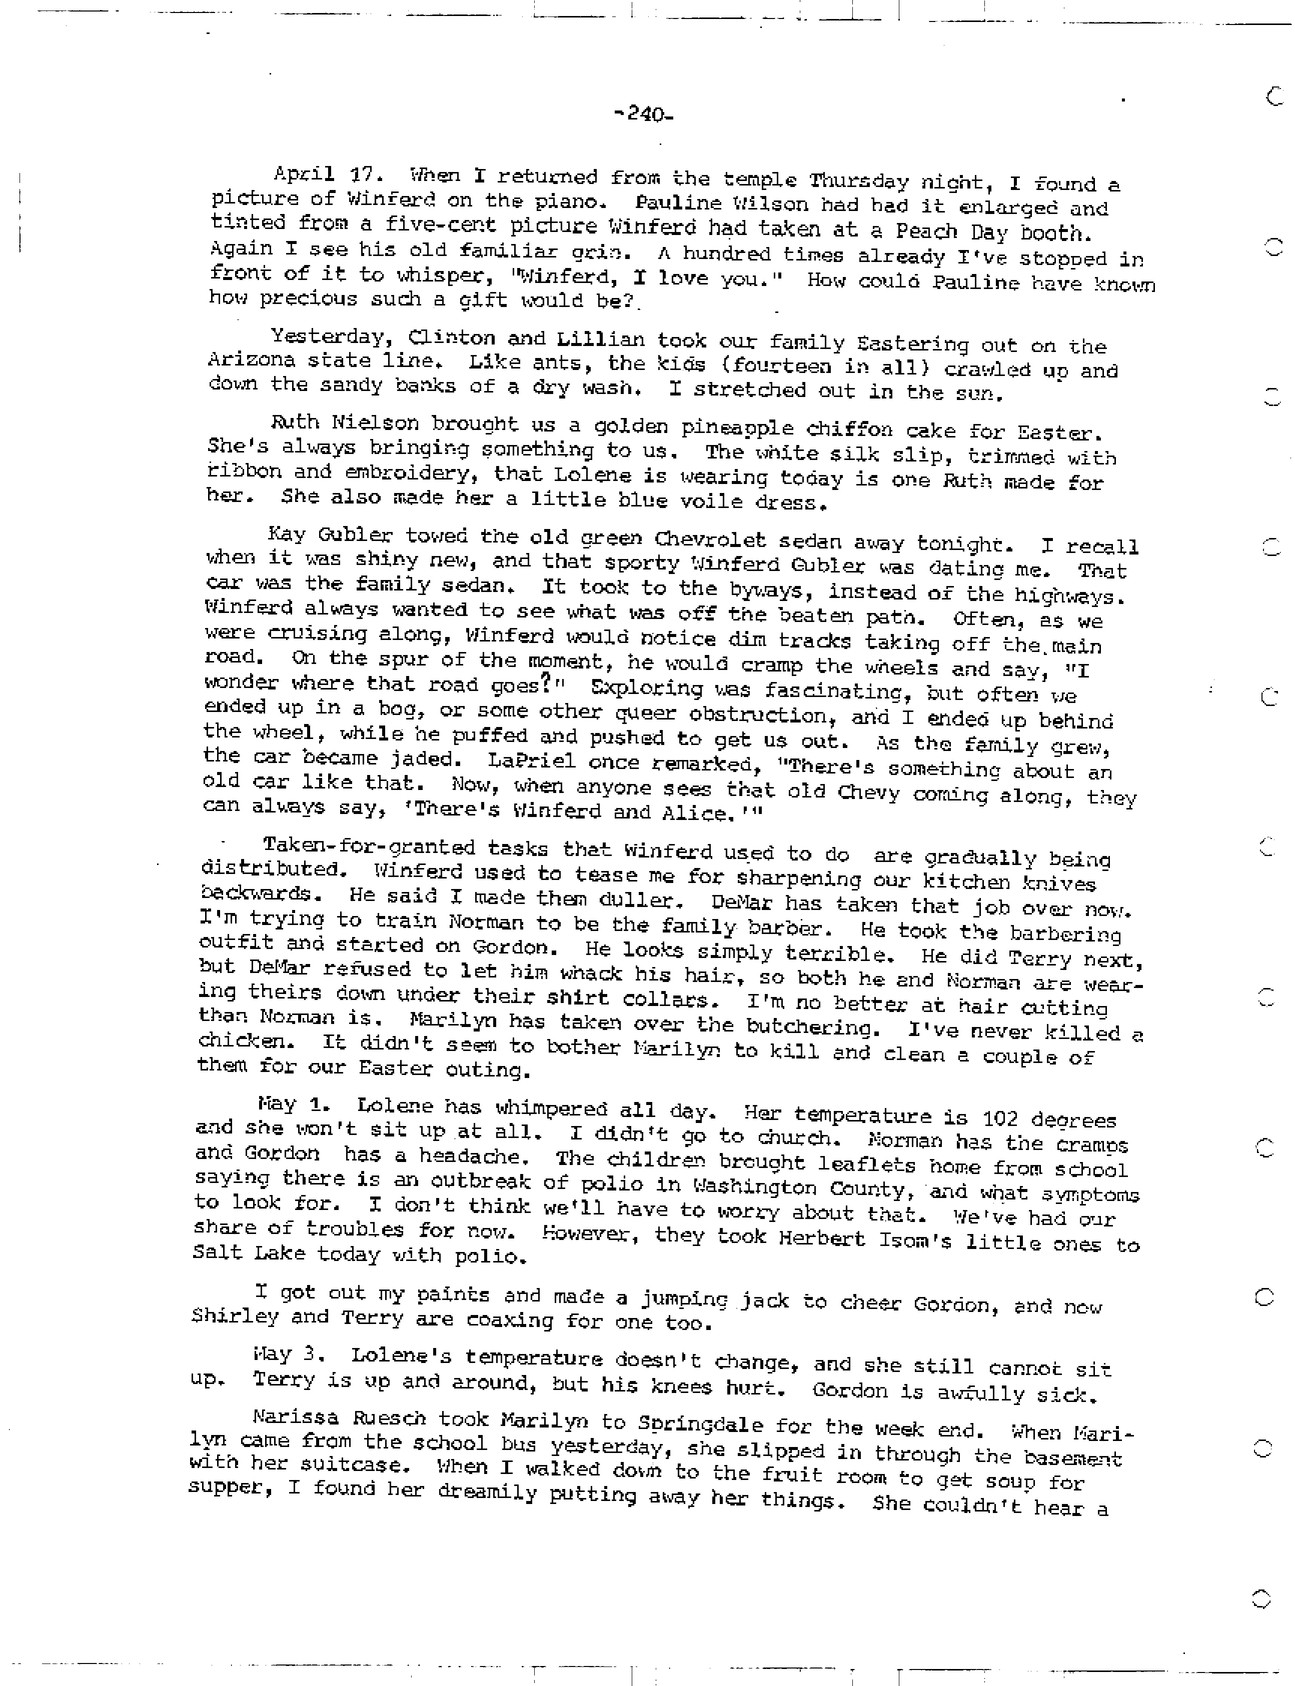 -240-
April 17. When I returned from the temple Thursday night, I found a
picture of Winferd on the piano. Pauline Wilson had had it enlarged and
tinted from a five-cent picture Winferd had taken at a Peach Day booth.
Again I see his old familiar grin. A hundred times already I've stopped in
front of it to whisper, "Winferd, I love you." How could Pauline have known
how precious such a gift would be?
Yesterday, Clinton and Lillian took our family Eastering out on the
Arizona state line. Like ants, the kids (fourteen in all) crawled up and
down the sandy banks of a dry wash. I stretched out in the sun.
Ruth Nielson brought us a golden pineapple chiffon cake for Easter.
She's always bringing something to us. The white silk slip, trimmed with
ribbon and embroidery, that Lolene is wearing today is one Ruth made for
her. She also made her a little blue voile dress.
Kay Gubler towed the old green Chevrolet sedan away tonight. I recall
when it was shiny new, and that sporty Winferd Gubler was dating me. That
car was the family sedan. It took to the byways, instead of the highways.
Winferd always wanted to see what was off the beaten path. Often, as we
were cruising along, Winferd would notice dim tracks taking off the main
road. On the spur of the moment, he would cramp the wheels and say, "I
wonder where that road goes?" Exploring was fascinating, but often we
ended up in a bog, or some other queer obstruction, and I ended up behind
the wheel, while he puffed and pushed to get us out. As the family grew,
the car became jaded. LaPriel once remarked, "There's something about an
old car like that. Now, when anyone sees that old Chevy coming along, they
can always say, 'There's Winferd and Alice.'"
Taken-for-granted tasks that Winferd used to do are gradually being
distributed. Winferd used to tease me for sharpening our kitchen knives
backwards. He said I made them duller. DeMar has taken that job over now.
I'm trying to train Norman to be the family barber. He took the barbering
outfit and started on Gordon. He looks simply terrible. He did Terry next,
but DeMar refused to let him whack his hair, so both he and Norman are wear-
ing theirs down under their shirt collars. I'm no better at hair cutting
than Norman is. Marilyn has taken over the butchering. I've never killed a
chicken. It didn't seem to bother Marilyn to kill and clean a couple of
them for our Easter outing.
May 1. Lolene has whimpered all day. Her temperature is 102 degrees
and she won't sit up at all. I didn't go to church. Norman has the cramps
and Gordon has a headache. The children brought leaflets home from school
saying there is an outbreak of polio in Washington County, and what symptoms
to look for. I don't think we'll have to worry about that. We've had our
share of troubles for now. However, they took Herbert Isom's little ones to
Salt Lake today with polio.
I got out my paints and made a jumping jack to cheer Gordon, and now
Shirley and Terry are coaxing for one too.
May 3. Lolene's temperature doesn't change, and she still cannot sit
up. Terry is up and around, but his knees hurt. Gordon is awfully sick.
Narissa Ruesch took Marilyn to Springdale for the week end. When Mari-
lyn came from the school bus yesterday, she slipped in through the basement
with her suitcase. When I walked down to the fruit room to get soup for
supper, I found her dreamily putting away her things. She couldn't hear a